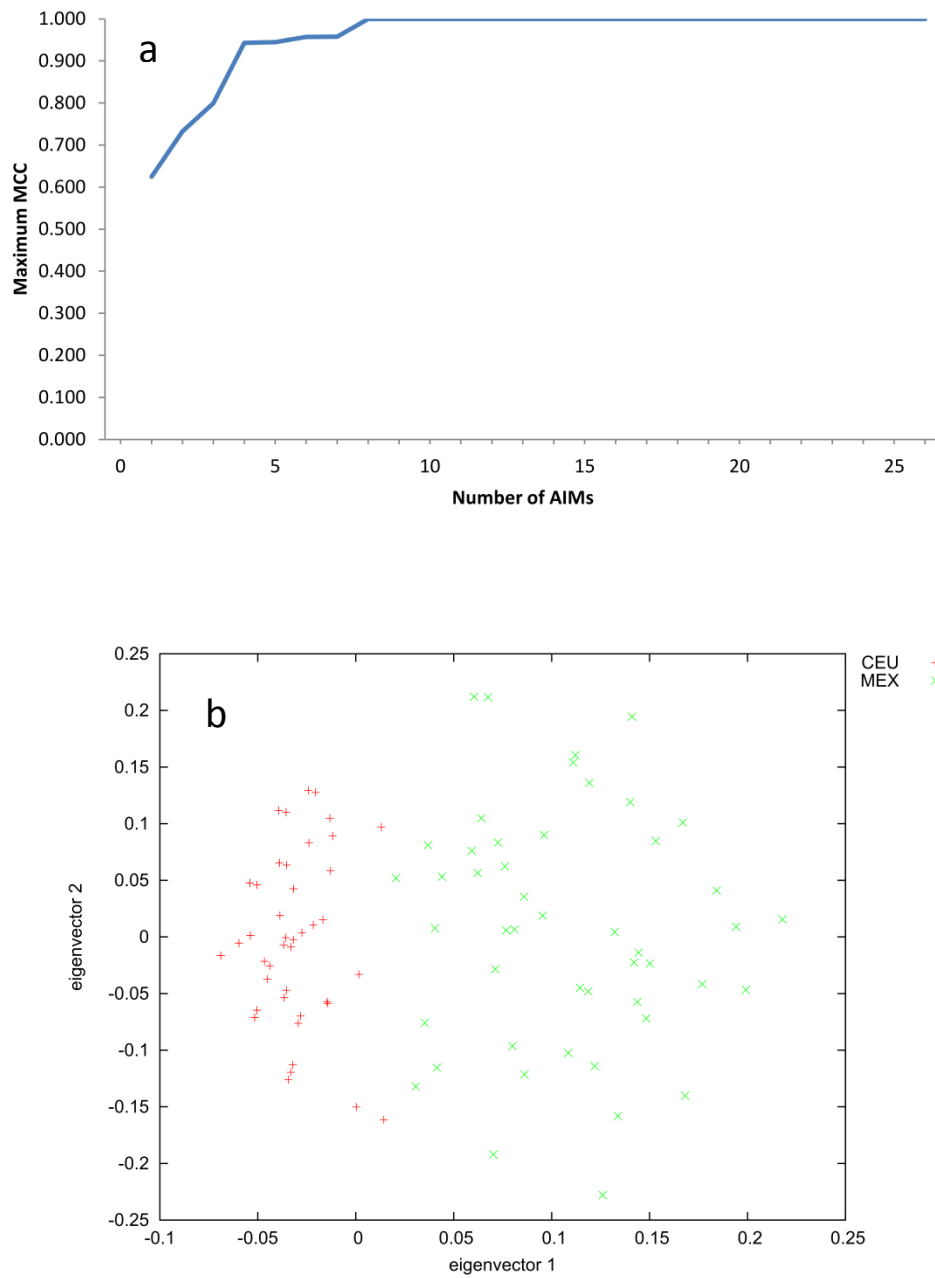 a
1.000
0.900
0.800
0.700
0.600
0.500
0.400
0.300
0.200
0.100
0.000
Maximum MCC
0 5 10 15 20 25
Number of AIMs
b
CEU
MEX
0.25
0.2
0.15
0.1
0.05
0
-0.05
-0.1
-0.15
-0.2
-0.25
eigenvector 2
-0.1 -0.05 0 0.05 0.1 0.15 0.2 0.25
eigenvector 1